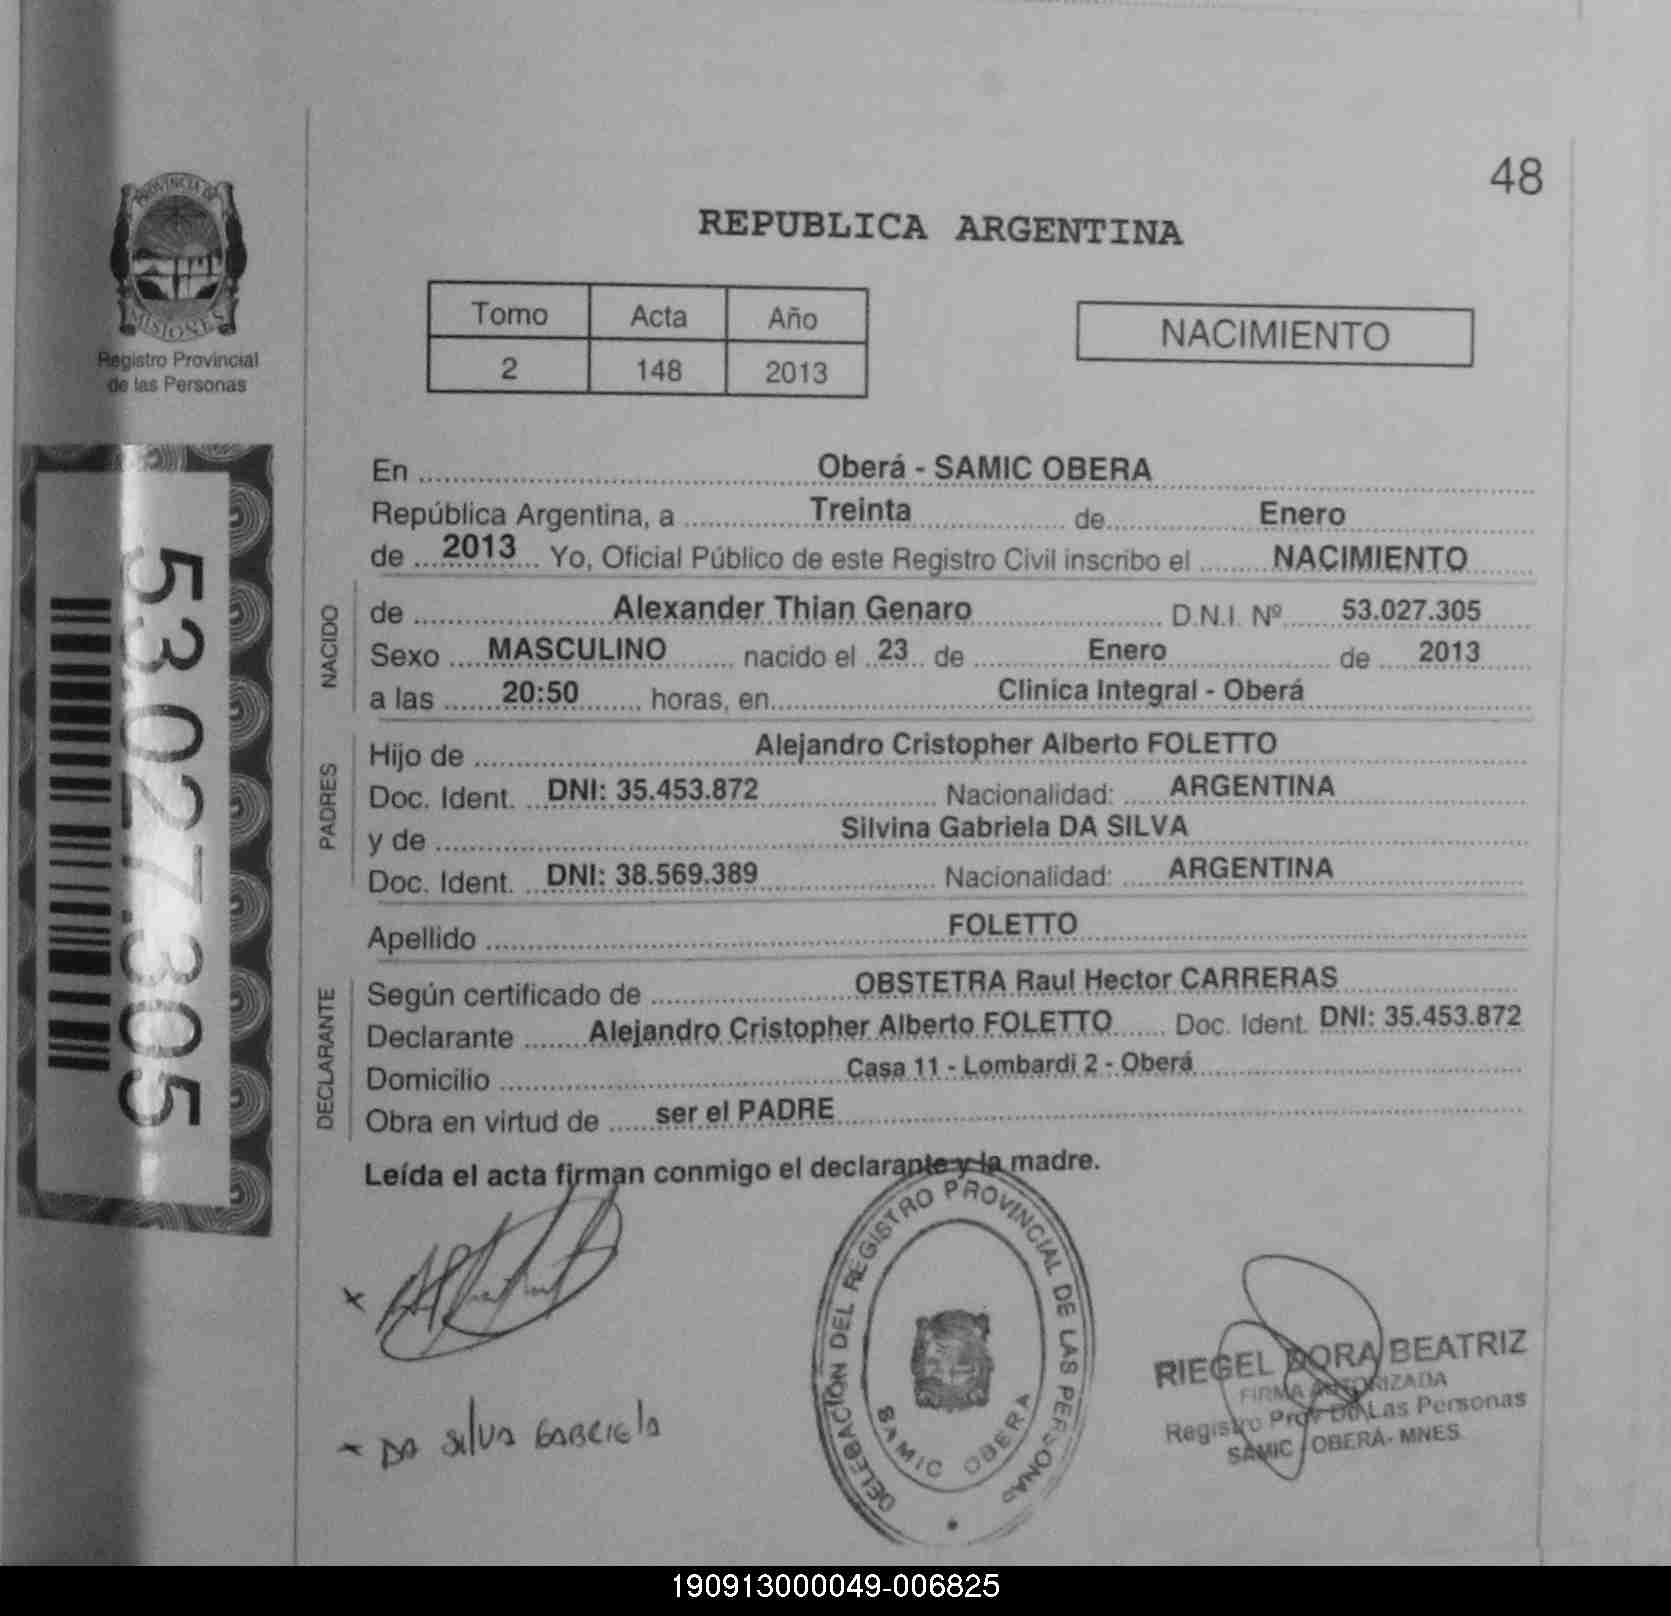 48
REPUBLICA ARGENTINA
PROVINCIA DE
MISIONES
Registro Provincial
de las Personas
Tomo Acta Año
2 148 2013
NACIMIENTO
53.027.305
En Oberá - SAMIC OBERA
República Argentina, a Treinta de Enero
de 2013 Yo, Oficial Público de este Registro Civil inscribo el NACIMIENTO
NACIDO
de Alexander Thian Genaro D.N.I. Nº 53.027.305
Sexo MASCULINO nacido el 23 de Enero de 2013
a las 20:50 horas, en Clinica Integral - Oberá
PADRES
Hijo de Alejandro Cristopher Alberto FOLETTO
Doc. Ident. DNI: 35.453.872 Nacionalidad: ARGENTINA
y de Silvina Gabriela DA SILVA
Doc. Ident. DNI: 38.569.389 Nacionalidad: ARGENTINA
Apellido FOLETTO
DECLARANTE
Según certificado de OBSTETRA Raul Hector CARRERAS
Declarante Alejandro Cristopher Alberto FOLETTO Doc. Ident. DNI: 35.453.872
Domicilio Casa 11 - Lombardi 2 - Oberá
Obra en virtud de ser el PADRE
Leída el acta firman conmigo el declarante y la madre.
DELEGACION DEL REGISTRO PROVINCIAL DE LAS PERSONAS
SAMIC OBERA
DA SILVA GABRIELA
RIEGEL DORA BEATRIZ
FIRMA AUTORIZADA
Registro Prov De Las Personas
SAMIC - OBERÁ - MNES.
190913000049-006825